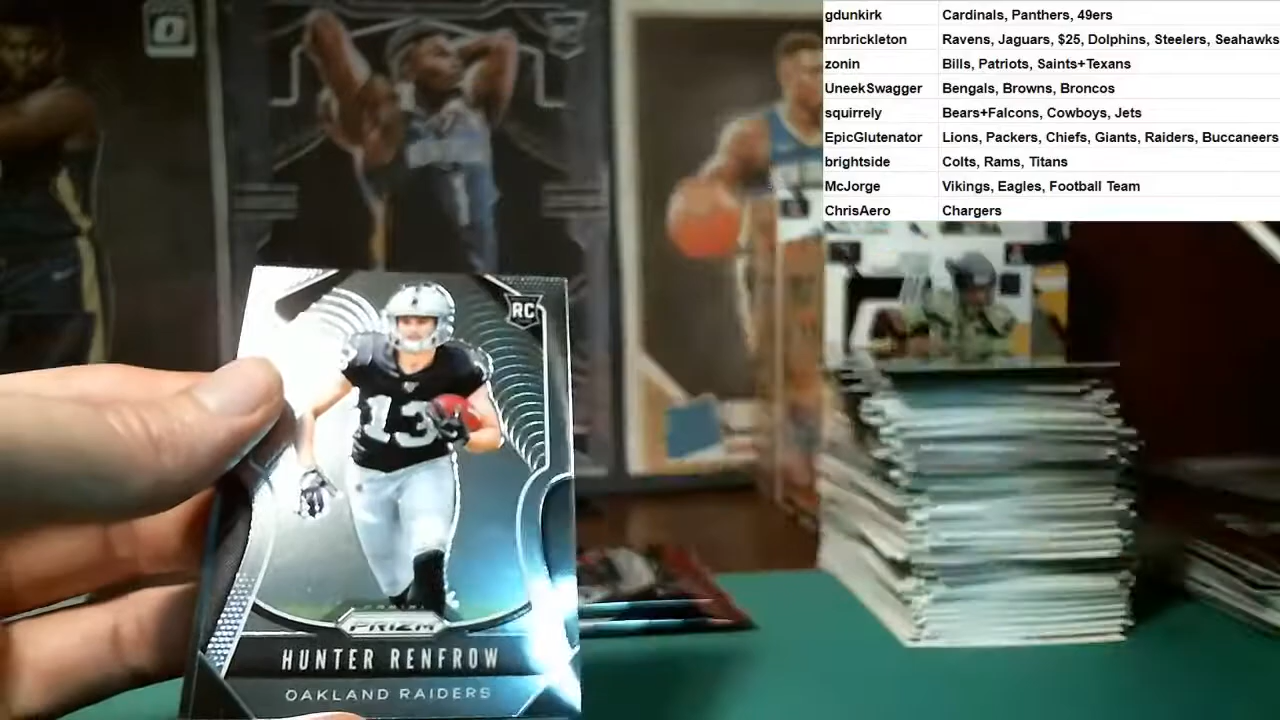 gdunkirk Cardinals, Panthers, 49ers
mrbrickleton Ravens, Jaguars, $25, Dolphins, Steelers, Seahawks
zonin Bills, Patriots, Saints+Texans
UneekSwagger Bengals, Browns, Broncos
squirrely Bears+Falcons, Cowboys, Jets
EpicGlutenator Lions, Packers, Chiefs, Giants, Raiders, Buccaneers
brightside Colts, Rams, Titans
McJorge Vikings, Eagles, Football Team
ChrisAero Chargers
RC
13
PANINI
PRIZM
HUNTER RENFROW
OAKLAND RAIDERS